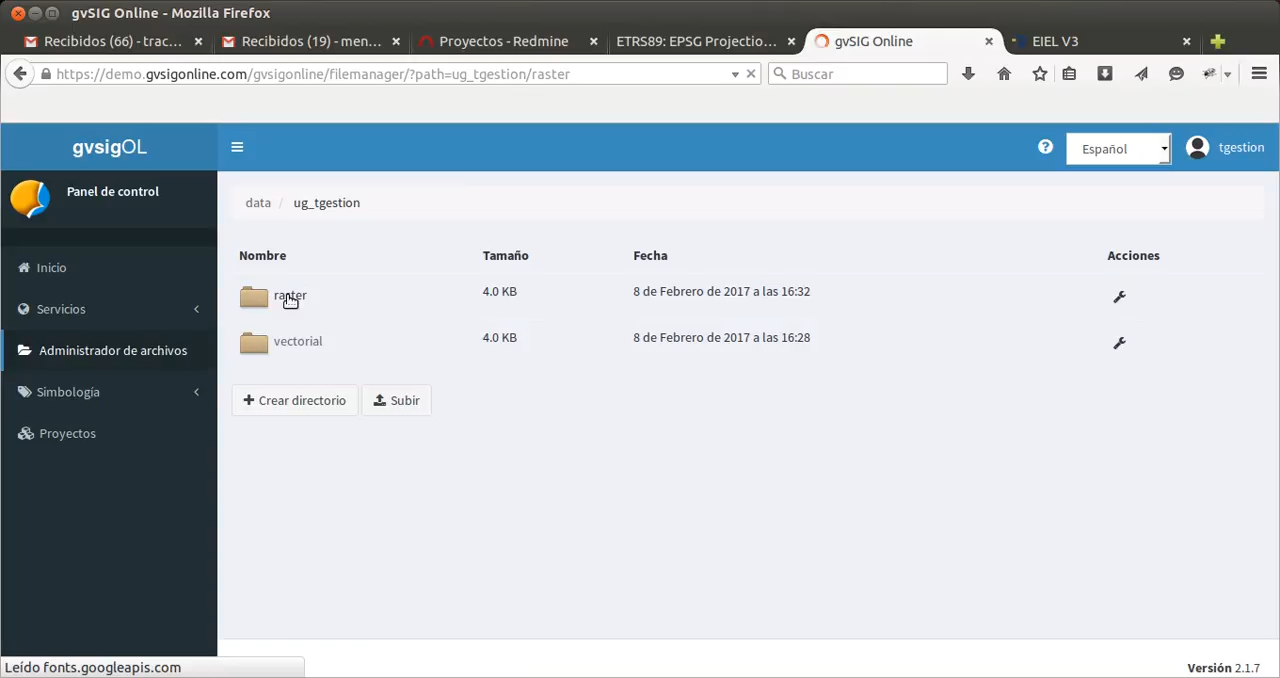 gvSIG Online - Mozilla Firefox
Recibidos (66) - trac...
Recibidos (19) - men...
Proyectos - Redmine
ETRS89: EPSG Projectio...
gvSIG Online
EIEL V3
https://demo.gvsigonline.com/gvsigonline/filemanager/?path=ug_tgestion/raster
Buscar
gvsigOL
Español
tgestion
Panel de control
data / ug_tgestion
Inicio
Servicios
Administrador de archivos
Simbología
Proyectos
Nombre Tamaño Fecha Acciones
raster 4.0 KB 8 de Febrero de 2017 a las 16:32
vectorial 4.0 KB 8 de Febrero de 2017 a las 16:28
Crear directorio
Subir
Leído fonts.googleapis.com
Versión 2.1.7